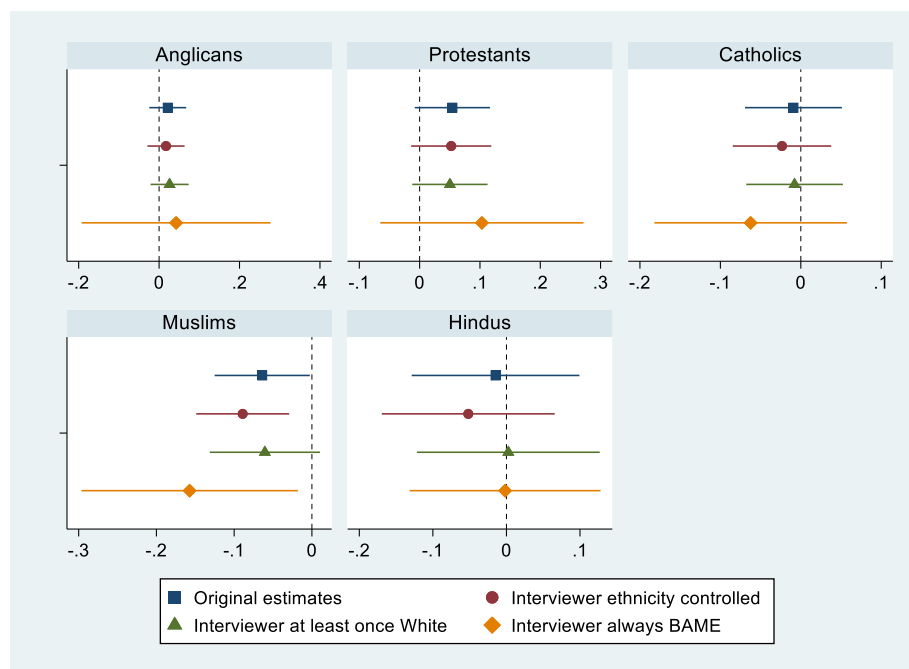 Anglicans Protestants Catholics
-.2 0 .2 .4 -.1 0 .1 .2 .3 -.2 -.1 0 .1
Muslims Hindus
-.3 -.2 -.1 0 -.2 -.1 0 .1
Original estimates Interviewer ethnicity controlled
Interviewer at least once White Interviewer always BAME